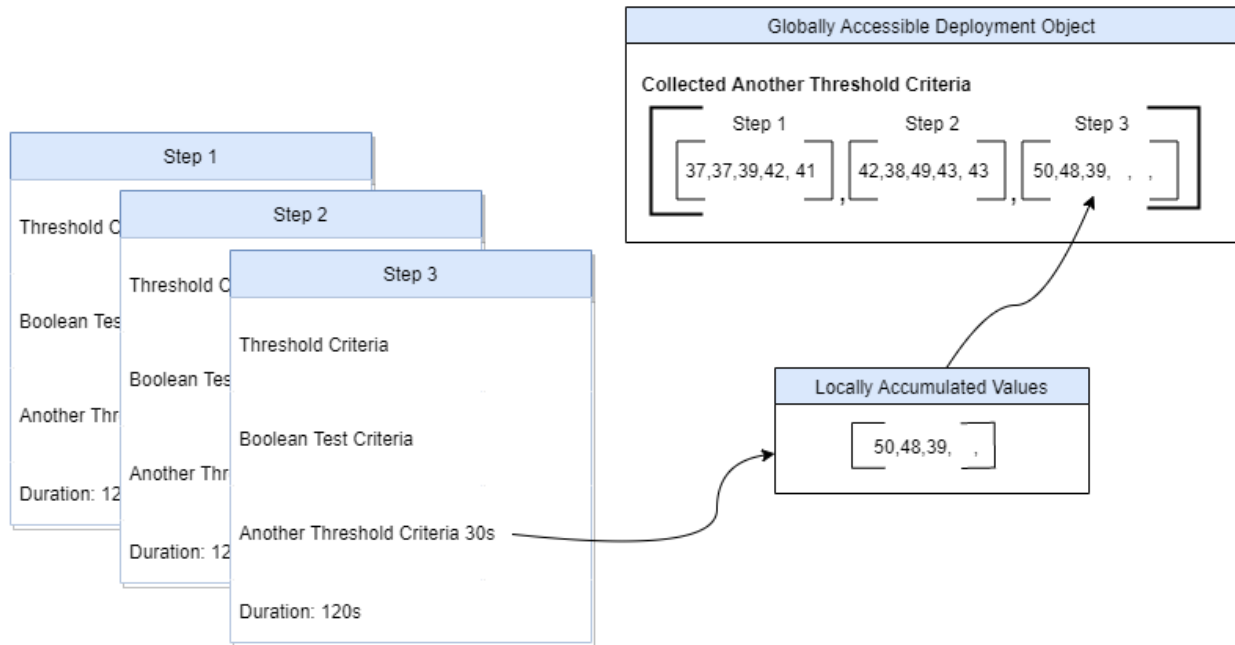 Globally Accessible Deployment Object
Collected Another Threshold Criteria
Step 1
Step 2
Step 3
37,37,39,42, 41
,
42,38,49,43, 43
,
50,48,39, , ,
Step 1
Threshold C
Boolean Tes
Another Thr
Duration: 12
Step 2
Threshold C
Boolean Tes
Another Thr
Duration: 12
Step 3
Threshold Criteria
Boolean Test Criteria
Another Threshold Criteria 30s
Duration: 120s
Locally Accumulated Values
50,48,39, ,